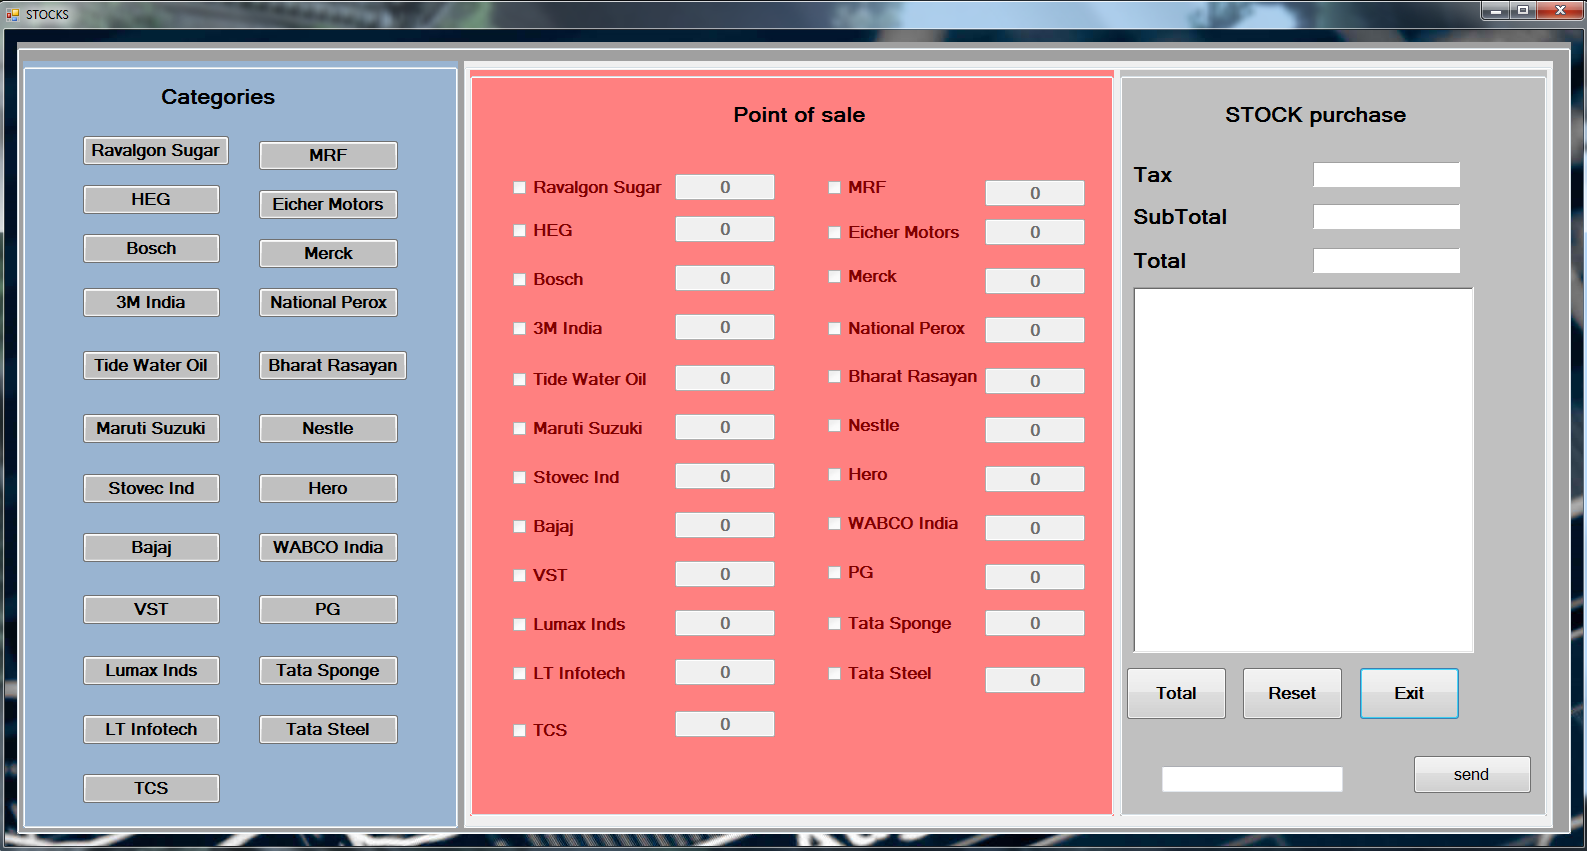 STOCKS
Categories
Ravalgon Sugar
MRF
HEG
Eicher Motors
Bosch
Merck
3M India
National Perox
Tide Water Oil
Bharat Rasayan
Maruti Suzuki
Nestle
Stovec Ind
Hero
Bajaj
WABCO India
VST
PG
Lumax Inds
Tata Sponge
LT Infotech
Tata Steel
TCS
Point of sale
Ravalgon Sugar 0 MRF 0
HEG 0 Eicher Motors 0
Bosch 0 Merck 0
3M India 0 National Perox 0
Tide Water Oil 0 Bharat Rasayan 0
Maruti Suzuki 0 Nestle 0
Stovec Ind 0 Hero 0
Bajaj 0 WABCO India 0
VST 0 PG 0
Lumax Inds 0 Tata Sponge 0
LT Infotech 0 Tata Steel 0
TCS 0
STOCK purchase
Tax
SubTotal
Total
Total Reset Exit
send